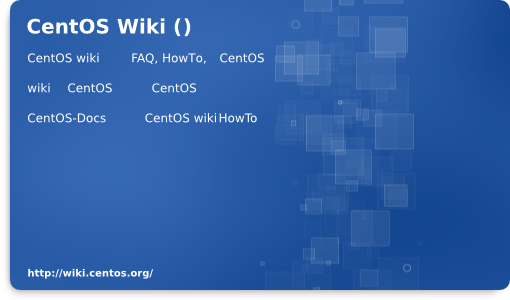 CentOS Wiki ()
CentOS wiki FAQ, HowTo, CentOS
wiki CentOS CentOS
CentOS-Docs CentOS wiki HowTo
http://wiki.centos.org/